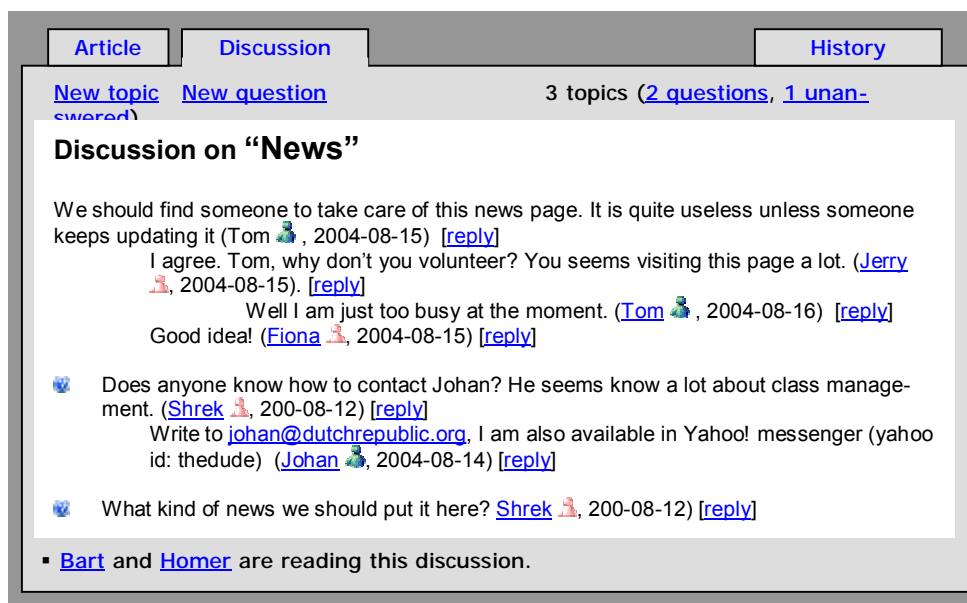 Article Discussion History
New topic New question 3 topics (2 questions, 1 unan-
swered)
Discussion on “News”
We should find someone to take care of this news page. It is quite useless unless someone
keeps updating it (Tom , 2004-08-15) [reply]
I agree. Tom, why don’t you volunteer? You seems visiting this page a lot. (Jerry
, 2004-08-15). [reply]
Well I am just too busy at the moment. (Tom , 2004-08-16) [reply]
Good idea! (Fiona , 2004-08-15) [reply]
Does anyone know how to contact Johan? He seems know a lot about class manage-
ment. (Shrek , 200-08-12) [reply]
Write to johan@dutchrepublic.org, I am also available in Yahoo! messenger (yahoo
id: thedude) (Johan , 2004-08-14) [reply]
What kind of news we should put it here? Shrek , 200-08-12) [reply]
▪ Bart and Homer are reading this discussion.